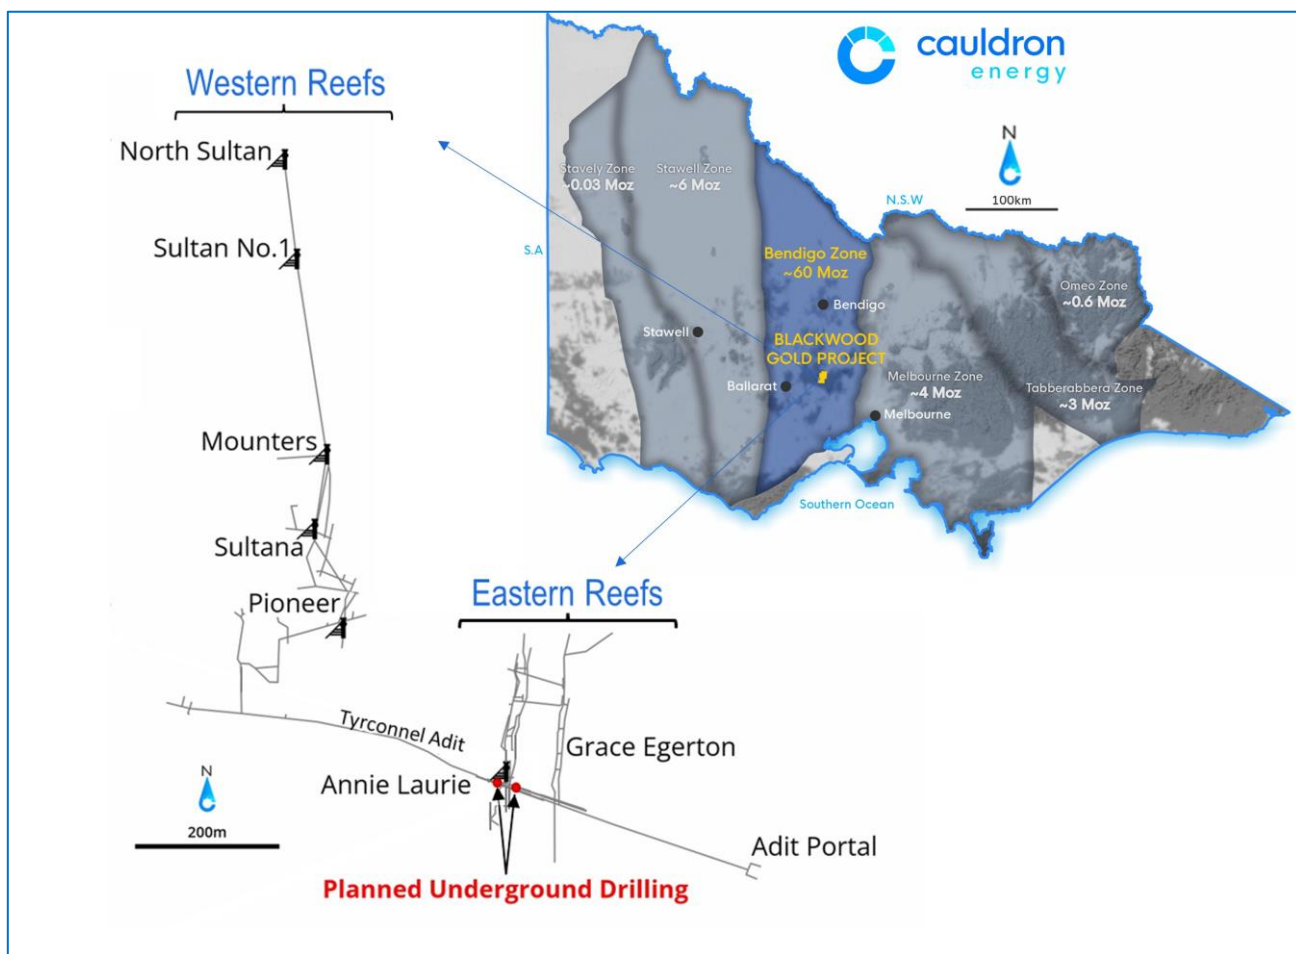 cauldron
energy
Western Reefs
North Sultan
Sultan No.1
Mounters
Sultana
Pioneer
N
100km
N.S.W
S.A
Stavely Zone
~0.03 Moz
Stawell Zone
~6 Moz
Bendigo Zone
~60 Moz
Omeo Zone
~0.6 Moz
Bendigo
Stawell
BLACKWOOD
GOLD PROJECT
Ballarat
Melbourne Zone
~4 Moz
Tabberabbera Zone
~3 Moz
Melbourne
Southern Ocean
Eastern Reefs
Tyrconnel Adit
Grace Egerton
Annie Laurie
N
200m
Adit Portal
Planned Underground Drilling